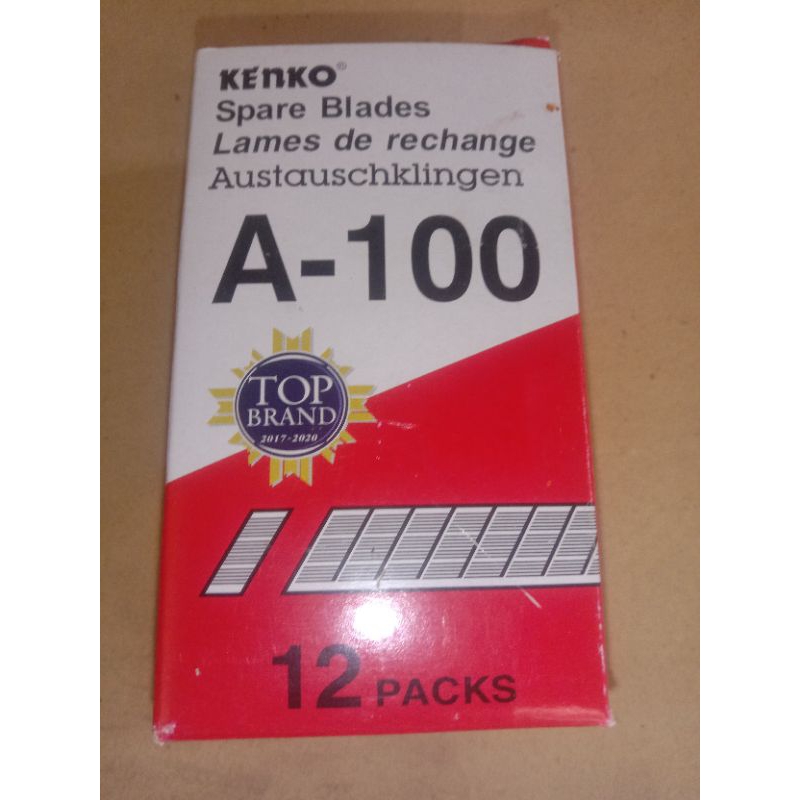 KENKO®
Spare Blades
Lames de rechange
Austauschklingen
A-100
TOP
BRAND
2017-2020
12 PACKS